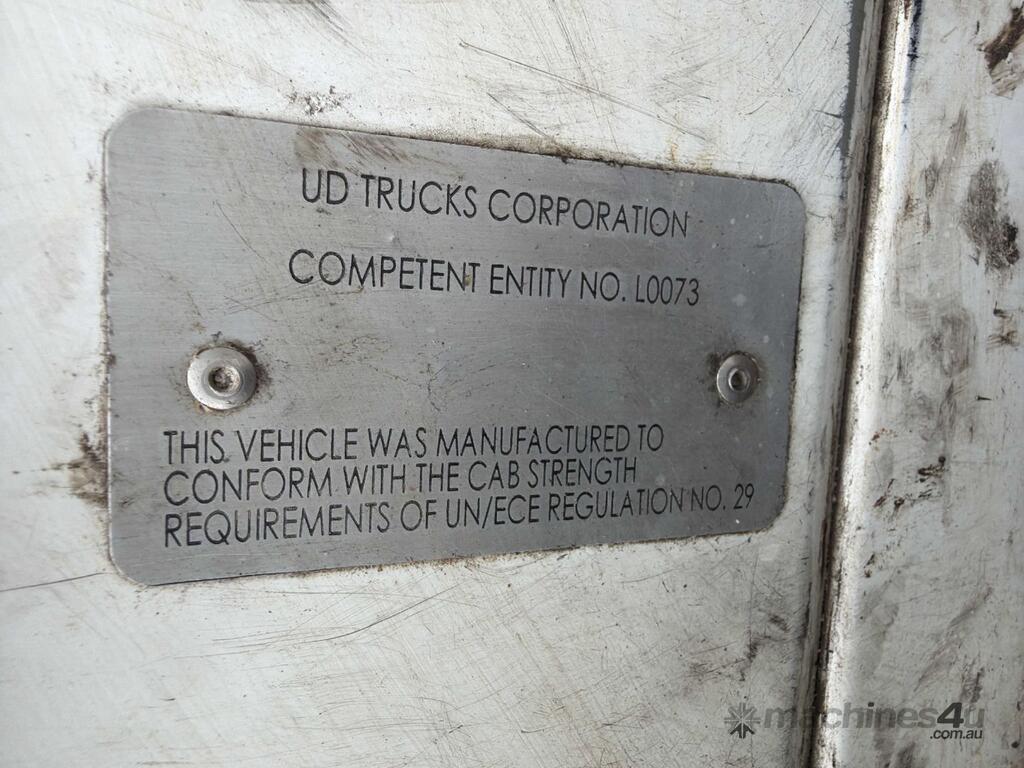 UD TRUCKS CORPORATION
COMPETENT ENTITY NO. L0073
THIS VEHICLE WAS MANUFACTURED TO
CONFORM WITH THE CAB STRENGTH
REQUIREMENTS OF UN/ECE REGULATION NO. 29
machines4u
.com.au